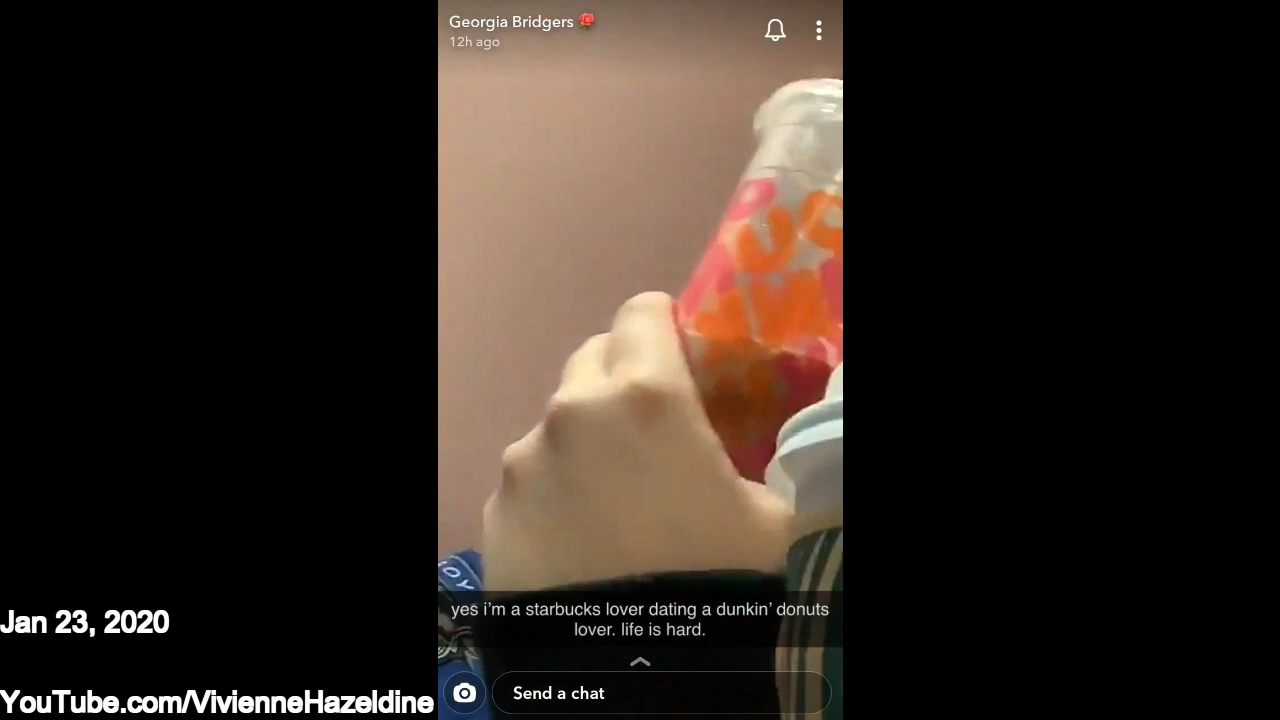 Georgia Bridgers 🌹
12h ago
OY
yes i'm a starbucks lover dating a dunkin' donuts
lover. life is hard.
Send a chat
Jan 23, 2020
YouTube.com/VivienneHazeldine